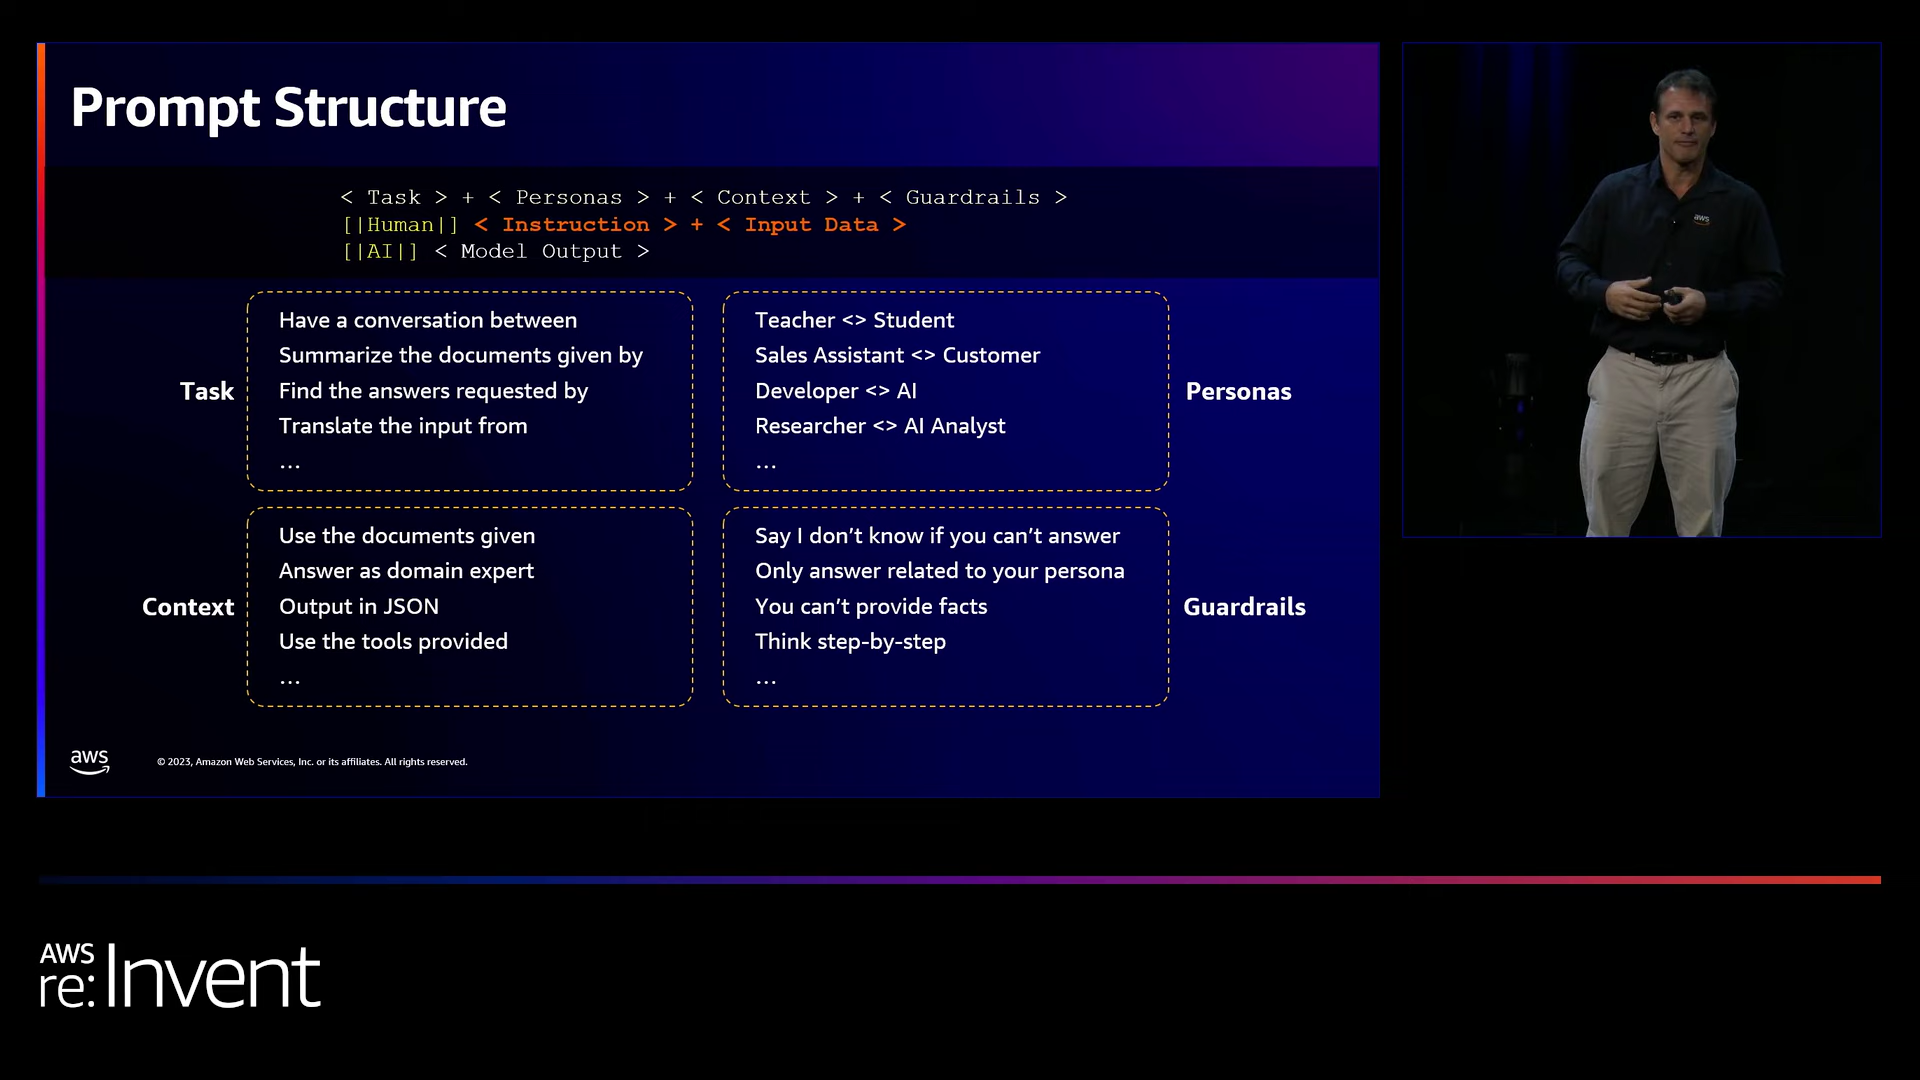 Prompt Structure
< Task > + < Personas > + < Context > + < Guardrails >
[|Human|] < Instruction > + < Input Data >
[|AI|] < Model Output >
Task
Have a conversation between
Summarize the documents given by
Find the answers requested by
Translate the input from
...
Teacher <> Student
Sales Assistant <> Customer
Developer <> AI
Researcher <> AI Analyst
...
Personas
Context
Use the documents given
Answer as domain expert
Output in JSON
Use the tools provided
...
Say I don’t know if you can’t answer
Only answer related to your persona
You can’t provide facts
Think step-by-step
...
Guardrails
aws
© 2023, Amazon Web Services, Inc. or its affiliates. All rights reserved.
aws
AWS
re:Invent